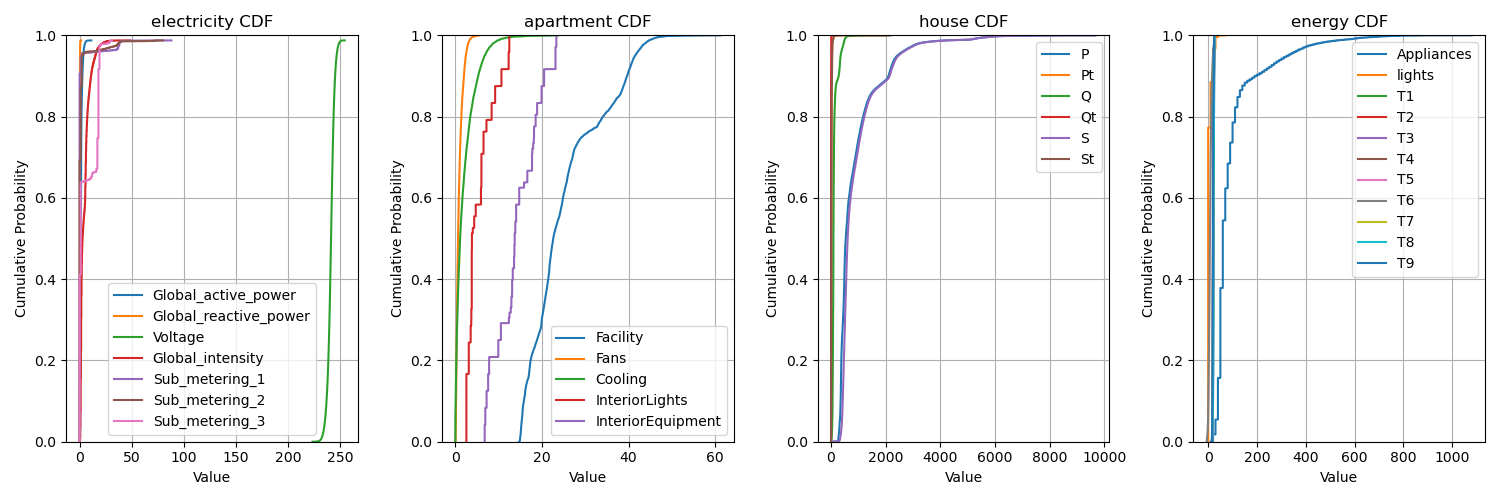 electricity CDF
Cumulative Probability
1.0
0.8
0.6
0.4
0.2
0.0
Global_active_power
Global_reactive_power
Voltage
Global_intensity
Sub_metering_1
Sub_metering_2
Sub_metering_3
0 50 100 150 200 250
Value
apartment CDF
Cumulative Probability
1.0
0.8
0.6
0.4
0.2
0.0
Facility
Fans
Cooling
InteriorLights
InteriorEquipment
0 20 40 60
Value
house CDF
Cumulative Probability
1.0
0.8
0.6
0.4
0.2
0.0
P
Pt
Q
Qt
S
St
0 2000 4000 6000 8000 10000
Value
energy CDF
Cumulative Probability
1.0
0.8
0.6
0.4
0.2
0.0
Appliances
lights
T1
T2
T3
T4
T5
T6
T7
T8
T9
0 200 400 600 800 1000
Value